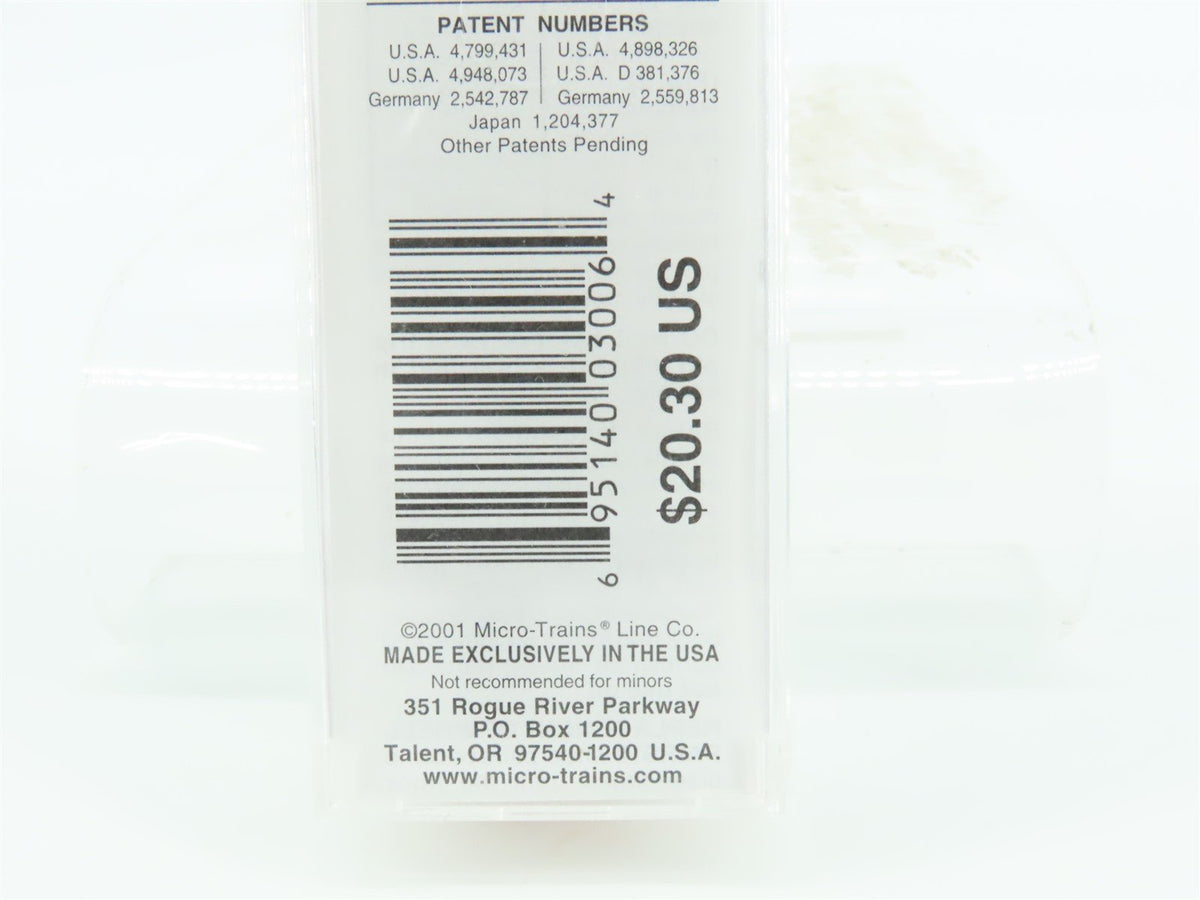 PATENT NUMBERS
U.S.A. 4,799,431 | U.S.A. 4,898,326
U.S.A. 4,948,073 | U.S.A. D 381,376
Germany 2,542,787 | Germany 2,559,813
Japan 1,204,377
Other Patents Pending
6 95140 03006 4
$20.30 US
©2001 Micro-Trains® Line Co.
MADE EXCLUSIVELY IN THE USA
Not recommended for minors
351 Rogue River Parkway
P.O. Box 1200
Talent, OR 97540-1200 U.S.A.
www.micro-trains.com